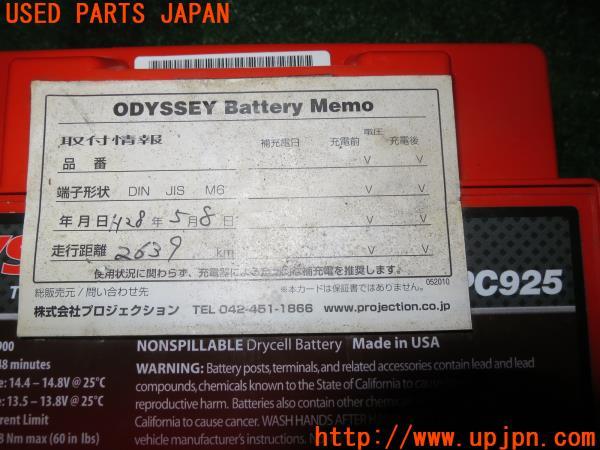 USED PARTS JAPAN
ODYSSEY Battery Memo
取付情報
補充電日 充電前 電圧 充電後
品番 V V
端子形状 DIN JIS M6 V V
年月日 H28年5月8日 V V
走行距離 2639 km V V
使用状況に関わらず、充電器による定期的な補充電を推奨します。
052010
総販売元/問い合わせ先 ※本カードは保証書ではありません。
株式会社プロジェクション TEL 042-451-1866 www.projection.co.jp
PC925
900
NONSPILLABLE Drycell Battery Made in USA
48 minutes
WARNING: Battery posts, terminals, and related accessories contain lead and lead
e: 14.4 – 14.8V @ 25°C
compounds, chemicals known to the State of California to cause
e: 13.5 – 13.8V @ 25°C
reproductive harm. Batteries also contain other
rrent Limit
of California to cause cancer. WASH HANDS AFTER
8 Nm max (60 in lbs)
vehicle manufacturer's instructions.
http://www.upjpn.com/